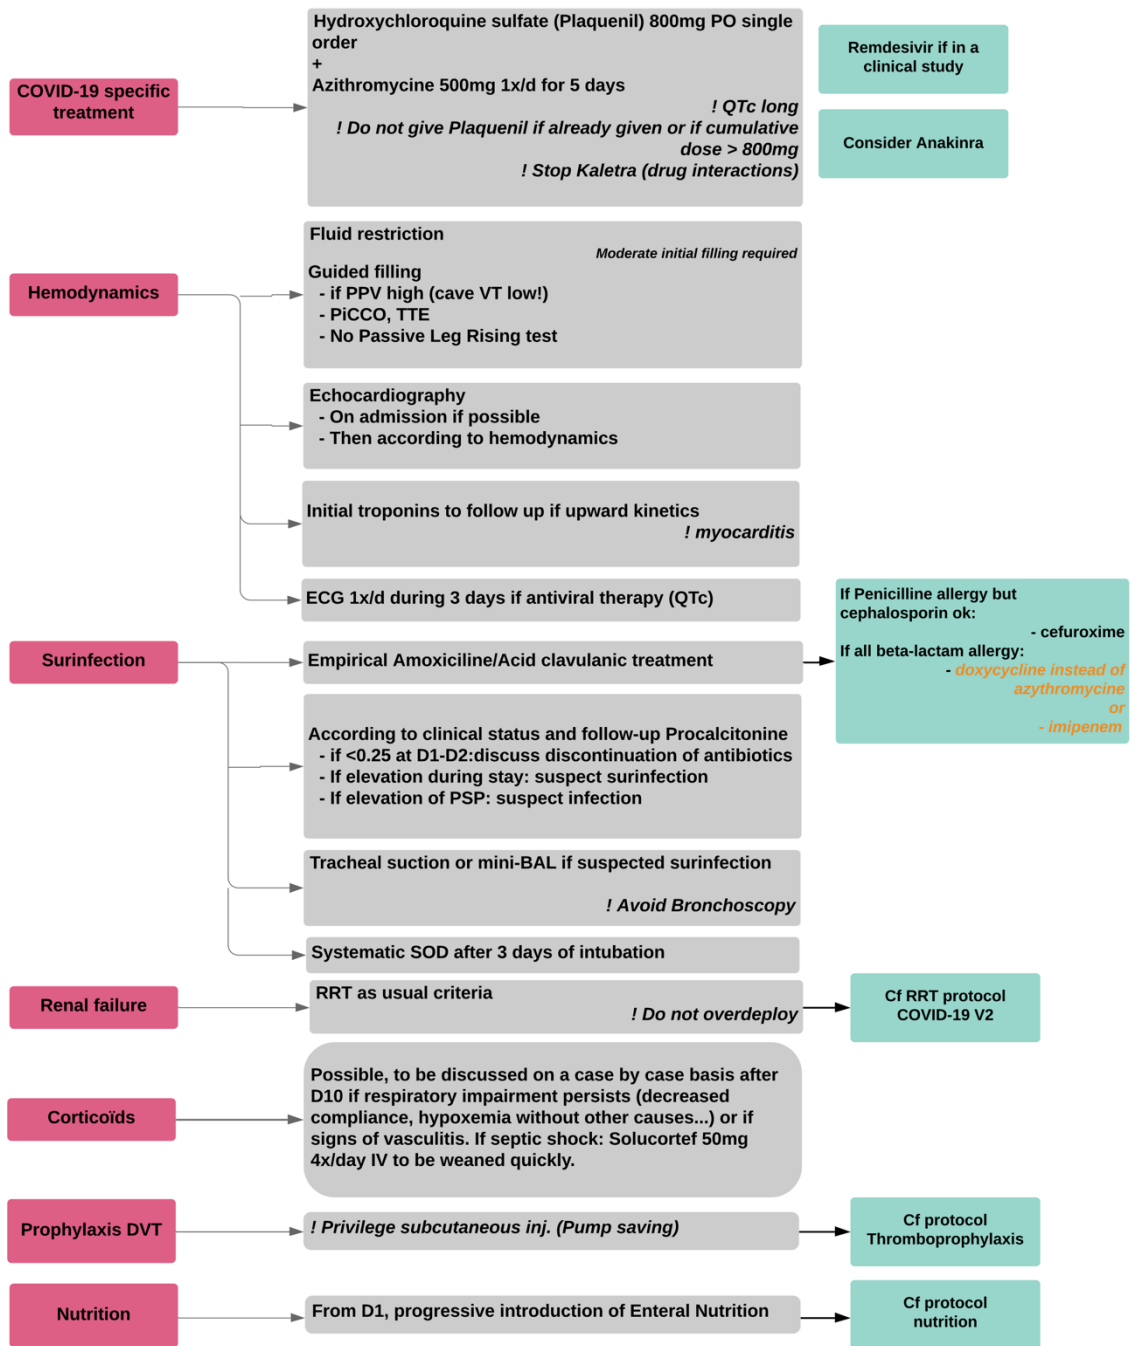 COVID-19 specific
treatment
Hydroxychloroquine sulfate (Plaquenil) 800mg PO single
order
+
Azithromycine 500mg 1x/d for 5 days
! QTc long
! Do not give Plaquenil if already given or if cumulative
dose > 800mg
! Stop Kaletra (drug interactions)
Remdesivir if in a
clinical study
Consider Anakinra
Hemodynamics
Fluid restriction
Moderate initial filling required
Guided filling
- if PPV high (cave VT low!)
- PiCCO, TTE
- No Passive Leg Rising test
Echocardiography
- On admission if possible
- Then according to hemodynamics
Initial troponins to follow up if upward kinetics
! myocarditis
ECG 1x/d during 3 days if antiviral therapy (QTc)
Surinfection
Empirical Amoxiciline/Acid clavulanic treatment
If Penicilline allergy but
cephalosporin ok:
- cefuroxime
If all beta-lactam allergy:
- doxycycline instead of
azythromycine
or
- imipenem
According to clinical status and follow-up Procalcitonine
- if <0.25 at D1-D2:discuss discontinuation of antibiotics
- If elevation during stay: suspect surinfection
- If elevation of PSP: suspect infection
Tracheal suction or mini-BAL if suspected surinfection
! Avoid Bronchoscopy
Systematic SOD after 3 days of intubation
Renal failure
RRT as usual criteria
! Do not overdeploy
Cf RRT protocol
COVID-19 V2
Corticoïds
Possible, to be discussed on a case by case basis after
D10 if respiratory impairment persists (decreased
compliance, hypoxemia without other causes...) or if
signs of vasculitis. If septic shock: Solucortef 50mg
4x/day IV to be weaned quickly.
Prophylaxis DVT
! Privilege subcutaneous inj. (Pump saving)
Cf protocol
Thromboprophylaxis
Nutrition
From D1, progressive introduction of Enteral Nutrition
Cf protocol
nutrition